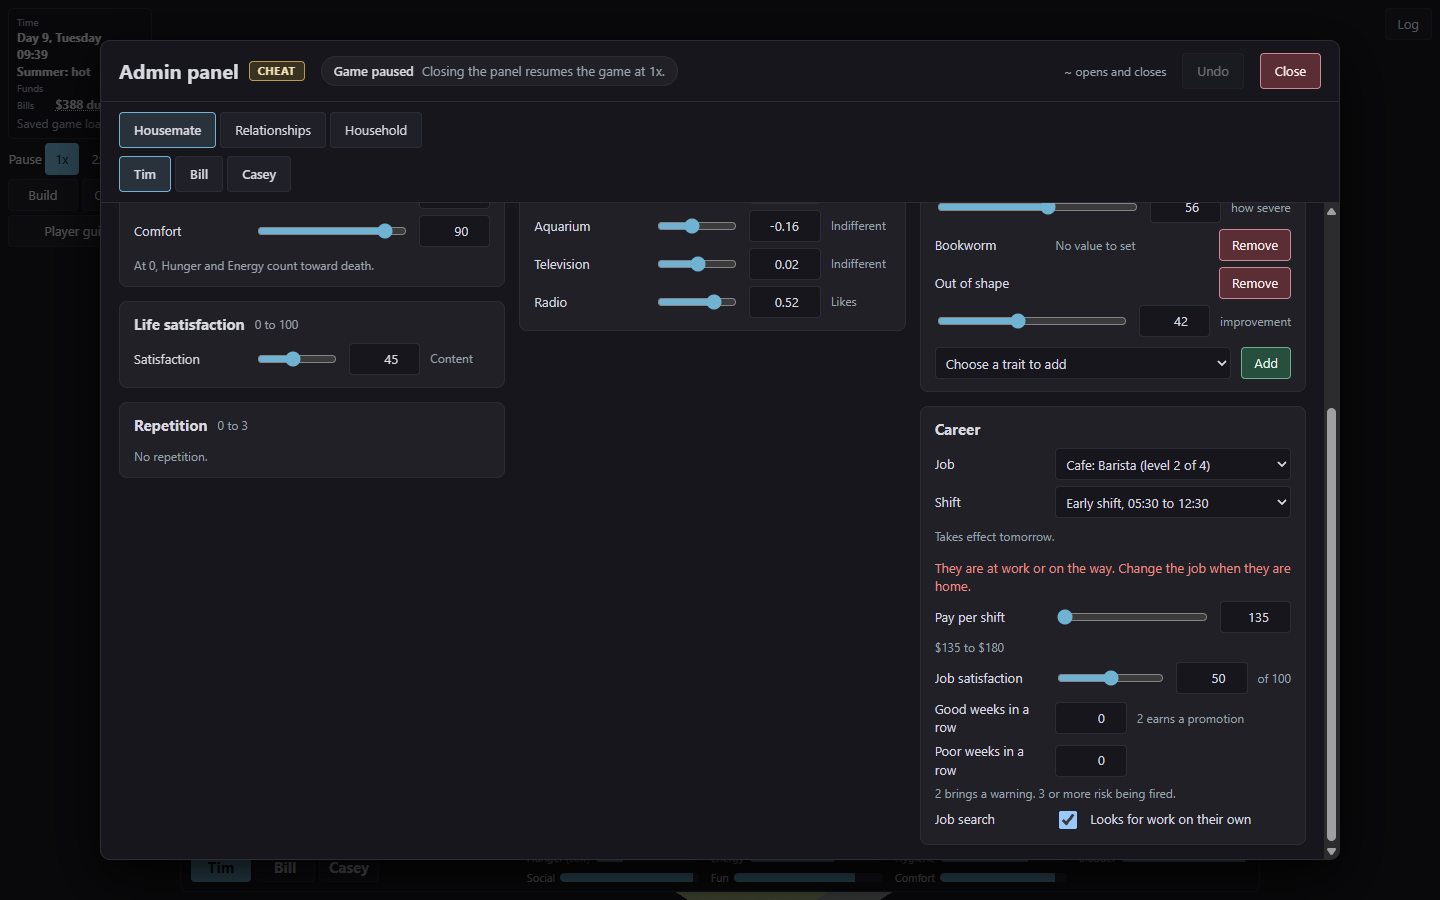 Time
Day 9, Tuesday
09:39
Summer: hot
Funds
Bills $388 du
Saved game loa
Pause 1x 2
Build C
Player gui
Log
Admin panel CHEAT Game paused Closing the panel resumes the game at 1x. ~ opens and closes Undo Close
Housemate Relationships Household
Tim Bill Casey
Comfort 90
At 0, Hunger and Energy count toward death.
Life satisfaction 0 to 100
Satisfaction 45 Content
Repetition 0 to 3
No repetition.
Aquarium -0.16 Indifferent
Television 0.02 Indifferent
Radio 0.52 Likes
56 how severe
Bookworm No value to set Remove
Out of shape Remove
42 improvement
Choose a trait to add Add
Career
Job Cafe: Barista (level 2 of 4)
Shift Early shift, 05:30 to 12:30
Takes effect tomorrow.
They are at work or on the way. Change the job when they are
home.
Pay per shift 135
$135 to $180
Job satisfaction 50 of 100
Good weeks in a
row 0 2 earns a promotion
Poor weeks in a
row 0
2 brings a warning. 3 or more risk being fired.
Job search Looks for work on their own
Tim Bill Casey
Social Fun Comfort